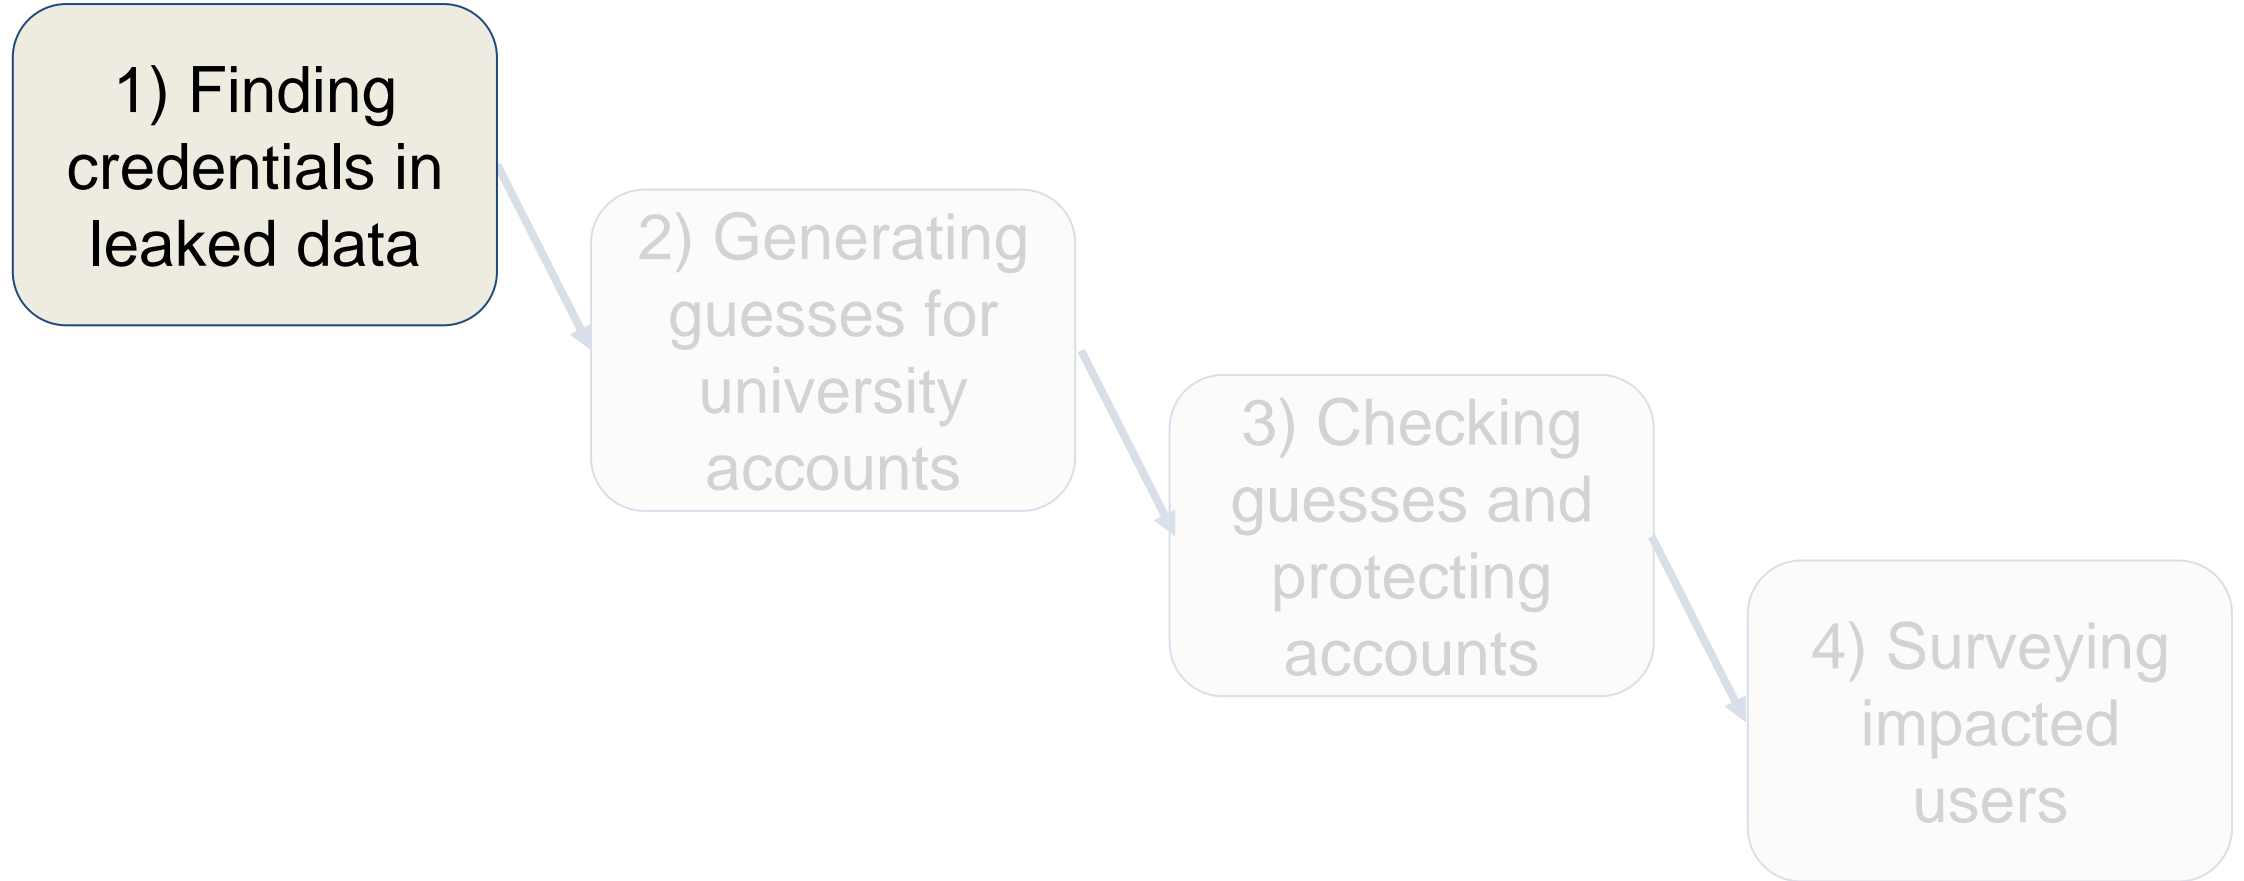 1) Finding
credentials in
leaked data
2) Generating
guesses for
university
accounts
3) Checking
guesses and
protecting
accounts
4) Surveying
impacted
users